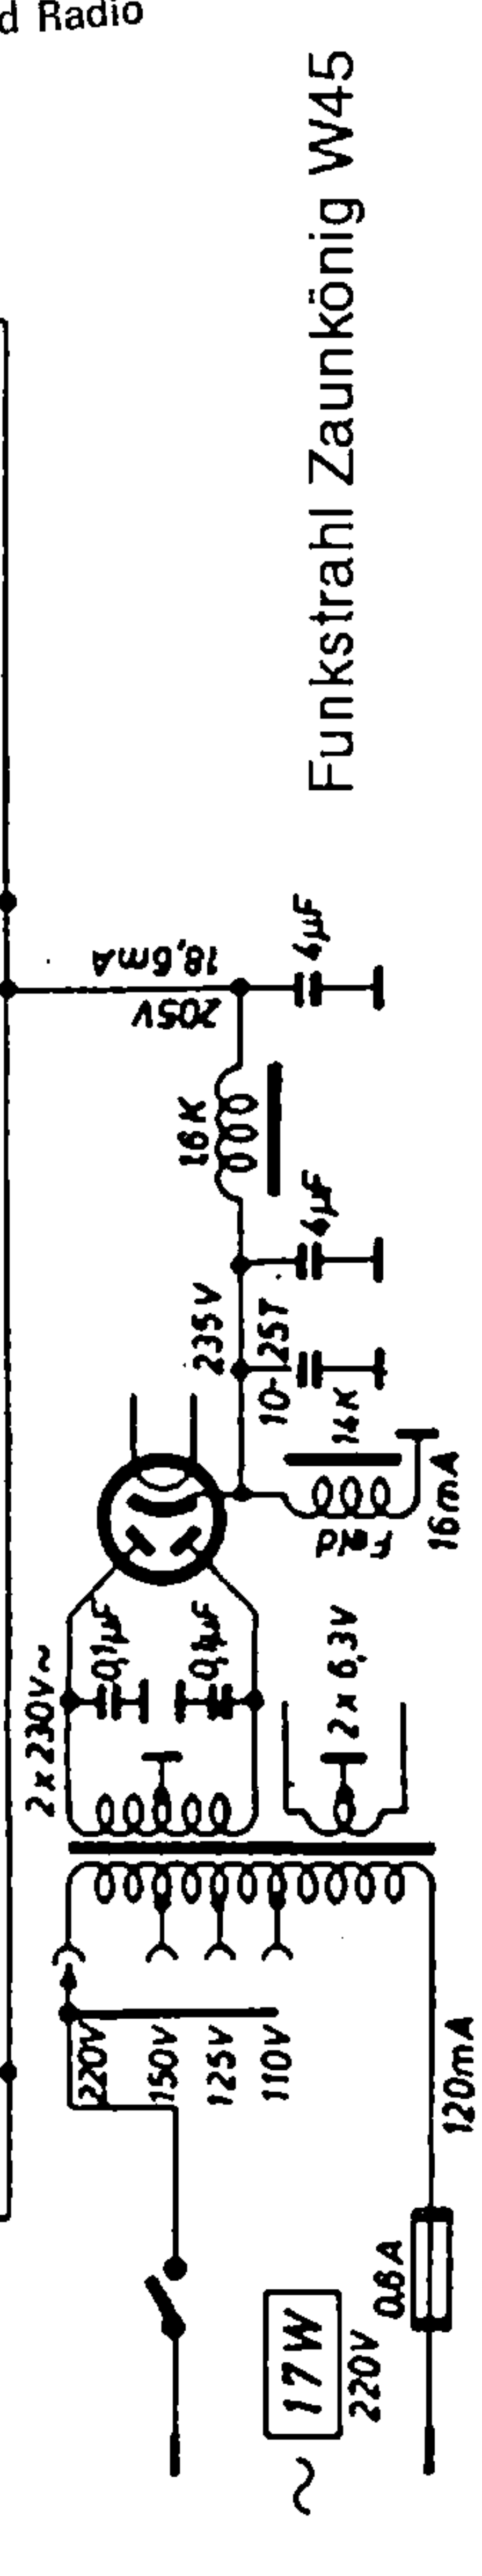 d Radio
Funkstrahl Zaunkönig W45
18,6mA
205V
4µF
16K
4µF
235V
10-25T
14K
Feld
16mA
2x230V~
0,1µF
0,1µF
2x6,3V
220V
150V
125V
110V
120mA
0.6A
17W
220V
~